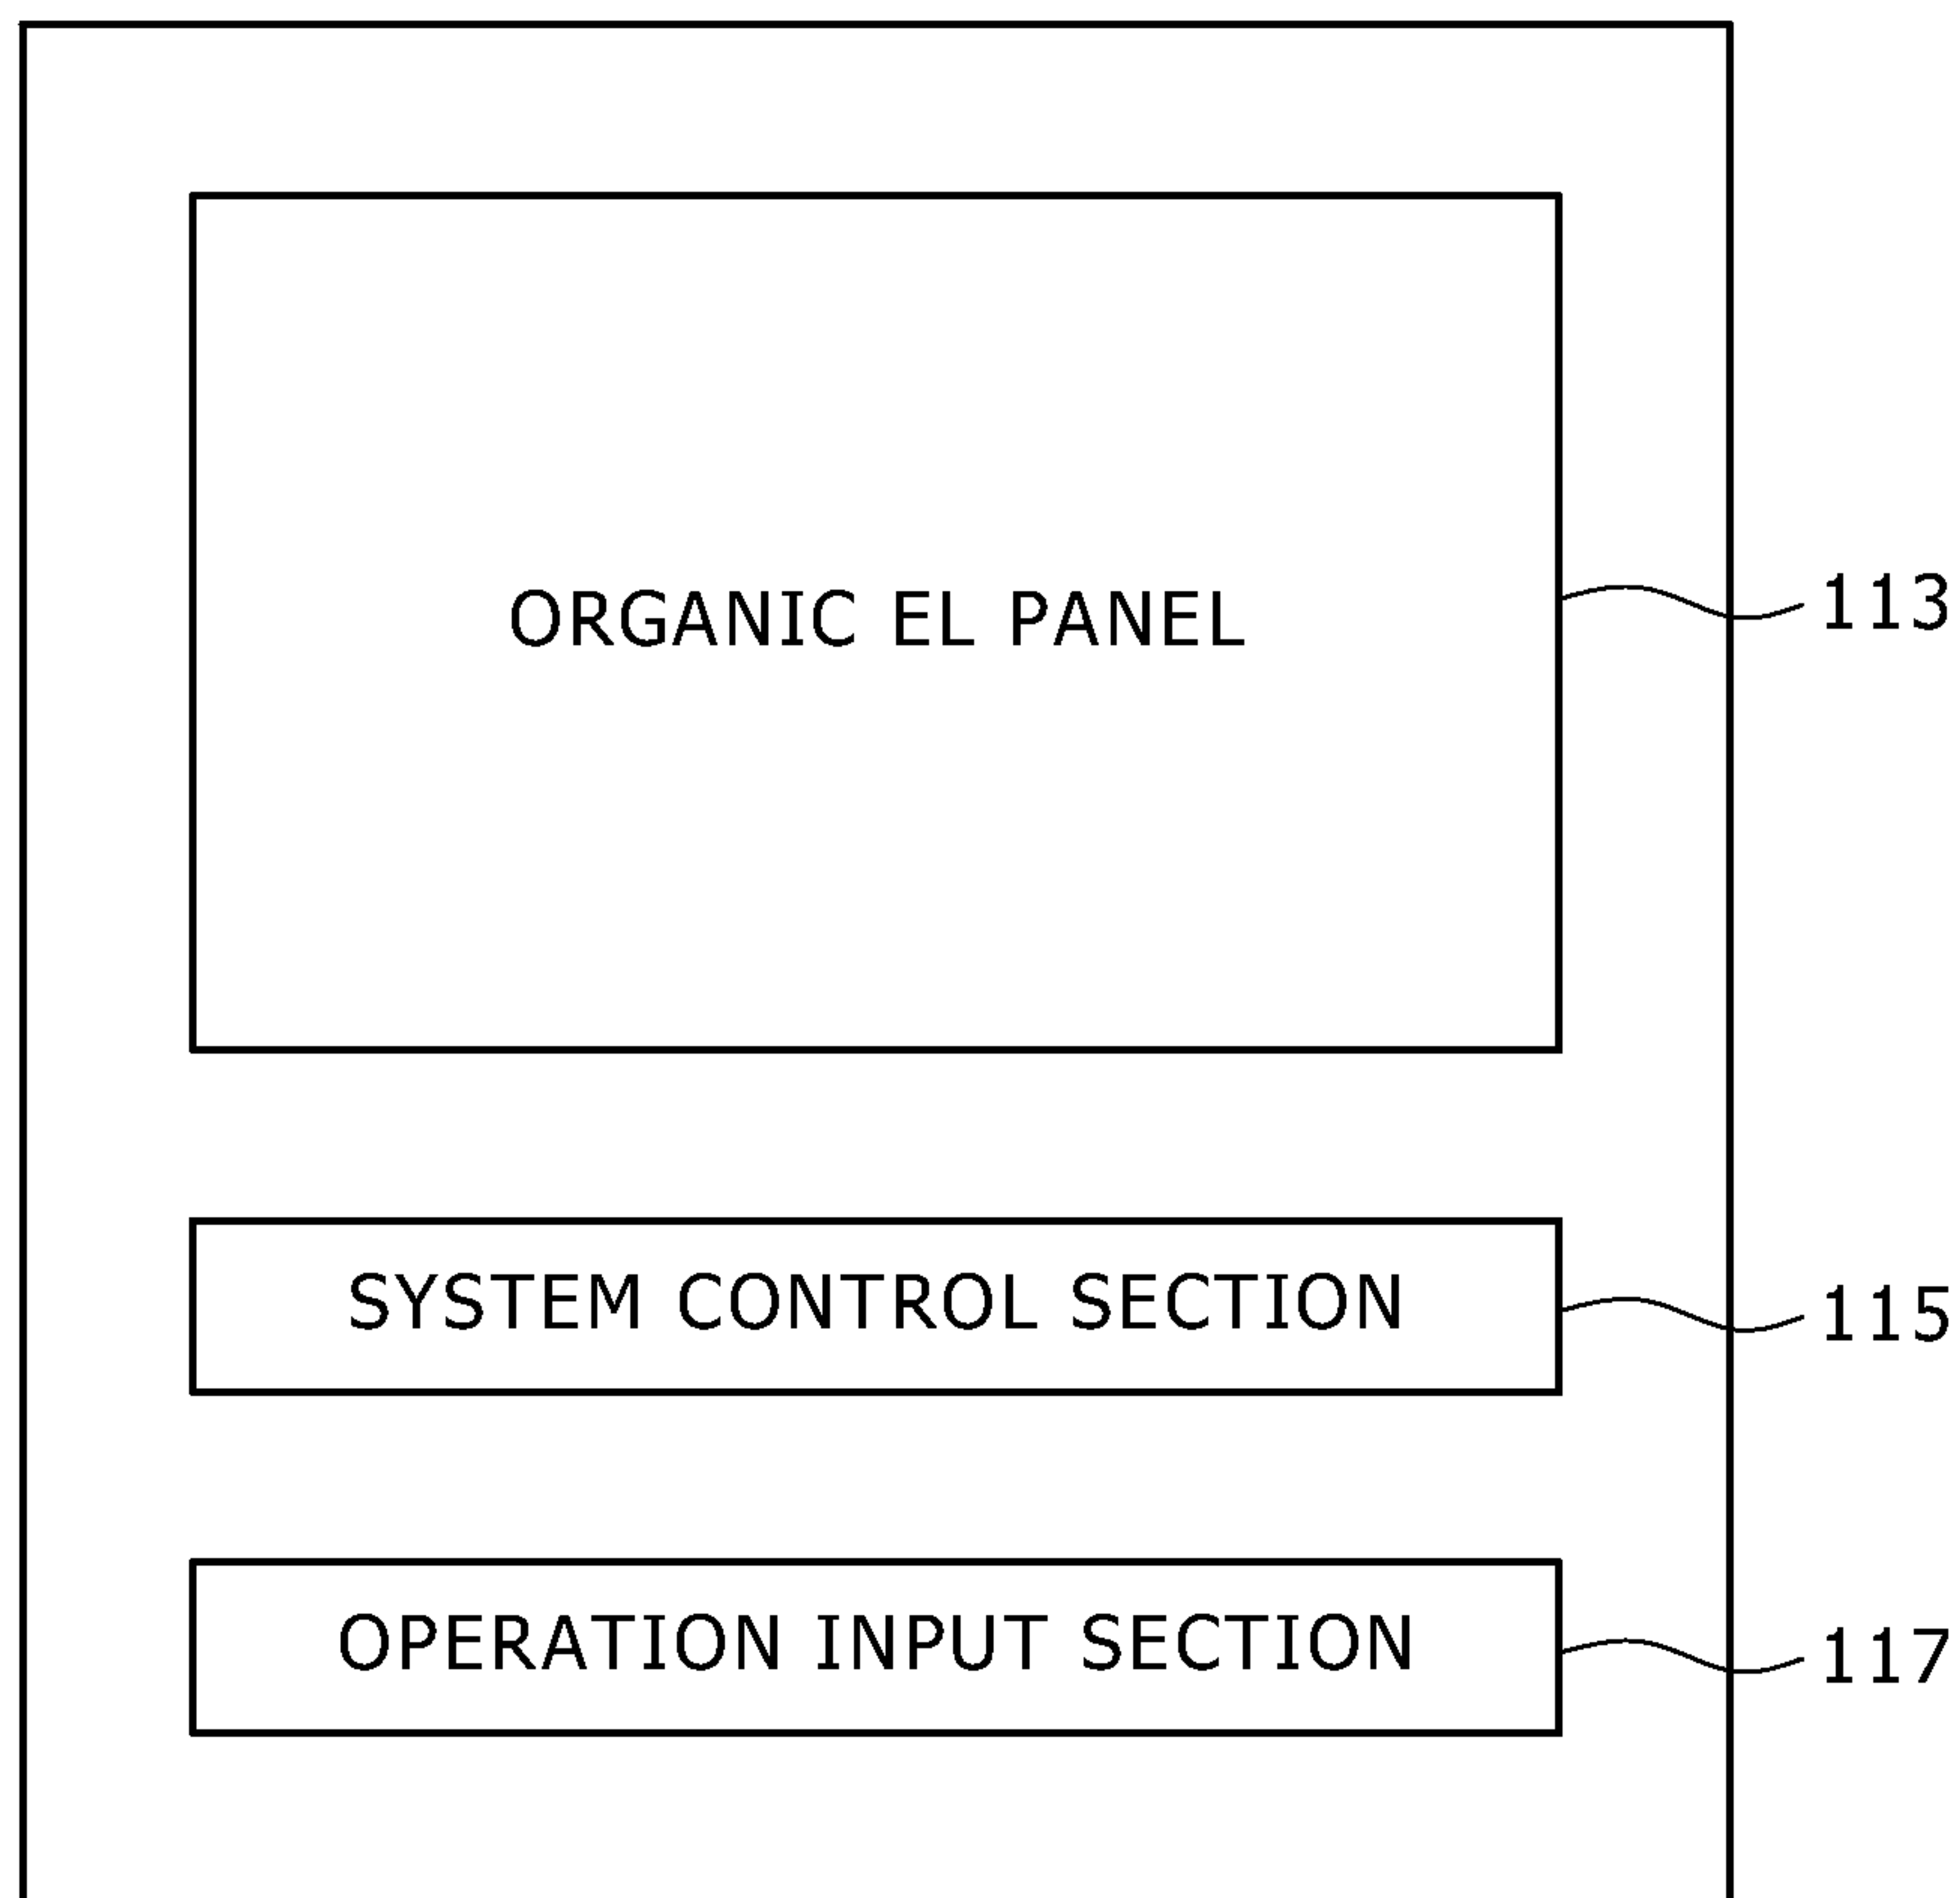 ORGANIC EL PANEL
113
SYSTEM CONTROL SECTION
115
OPERATION INPUT SECTION
117